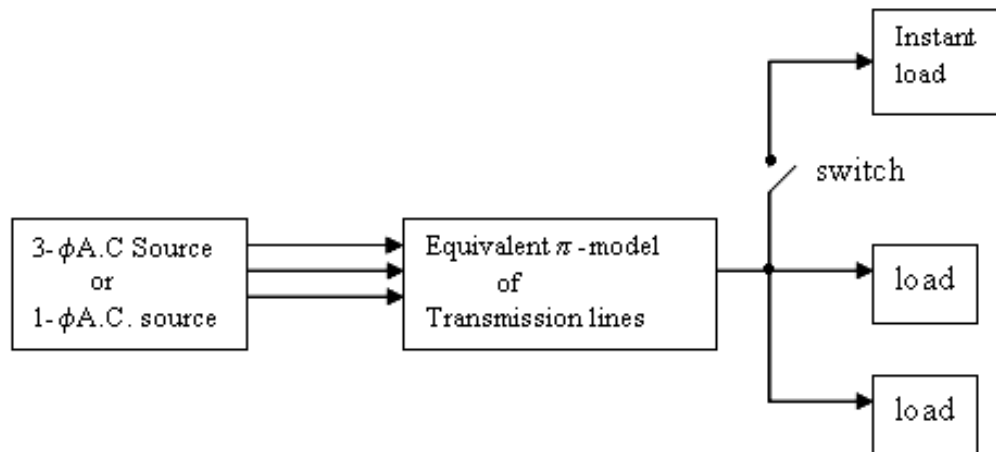 Instant
load
switch
3-ϕA.C Source
or
1-ϕA.C. source
Equivalent π-model
of
Transmission lines
load
load